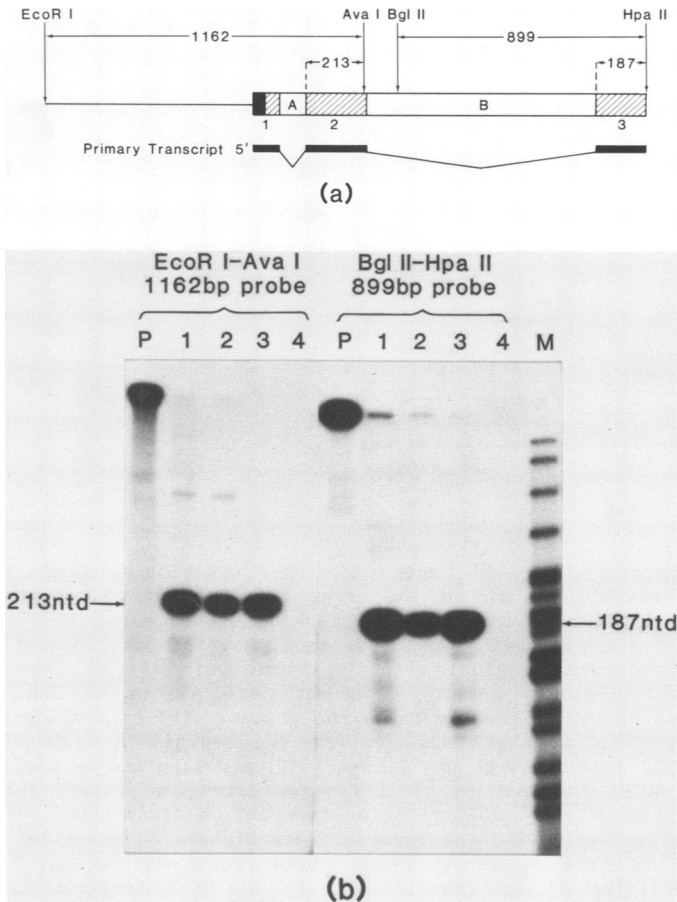 EcoR I Ava I Bgl II Hpa II
1162 899
213 187
A B
1 2 3
Primary Transcript 5'
(a)
EcoR I–Ava I Bgl II–Hpa II
1162bp probe 899bp probe
P 1 2 3 4 P 1 2 3 4 M
213ntd 187ntd
(b)